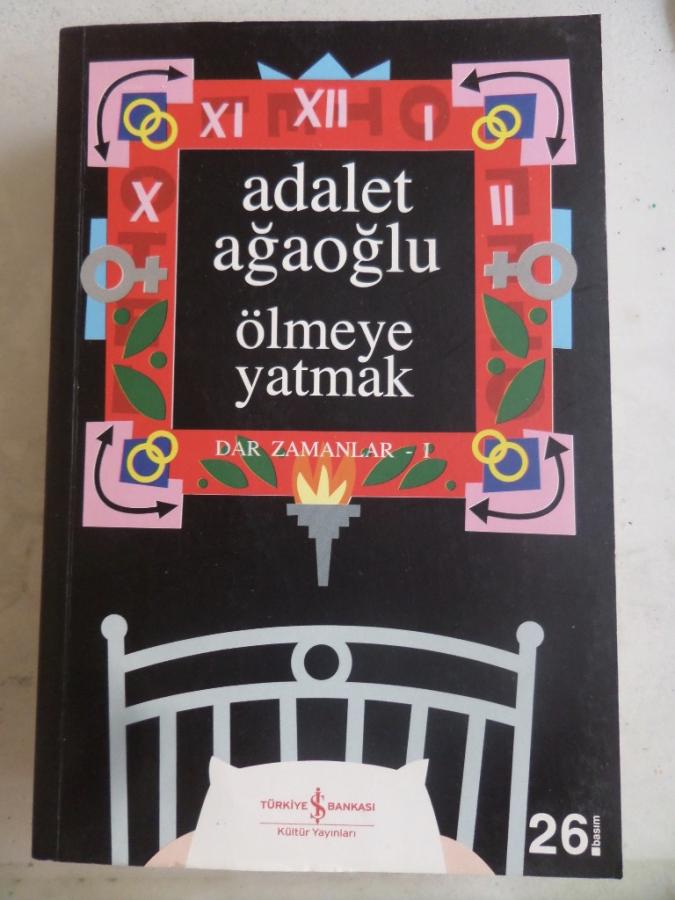 XI XII I
X II
adalet
ağaoğlu
ölmeye
yatmak
DAR ZAMANLAR - I
TÜRKİYE İŞ BANKASI
Kültür Yayınları
26.basım